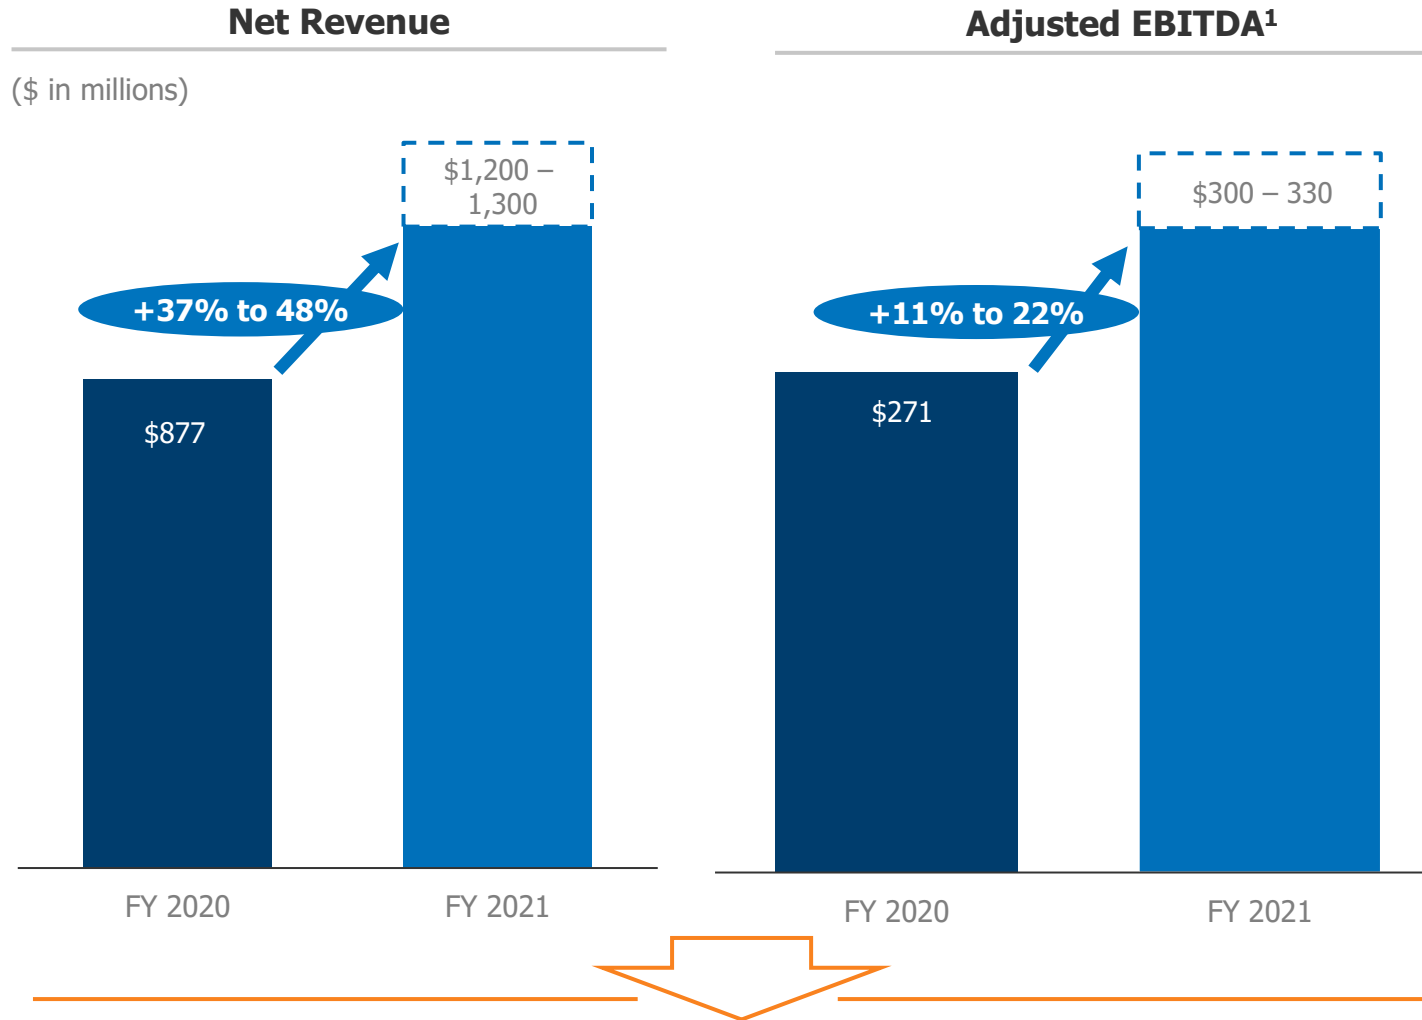 Net Revenue
Adjusted EBITDA¹
($ in millions)
$1,200 –
1,300
+37% to 48%
$877
FY 2020
FY 2021
$300 – 330
+11% to 22%
$271
FY 2020
FY 2021